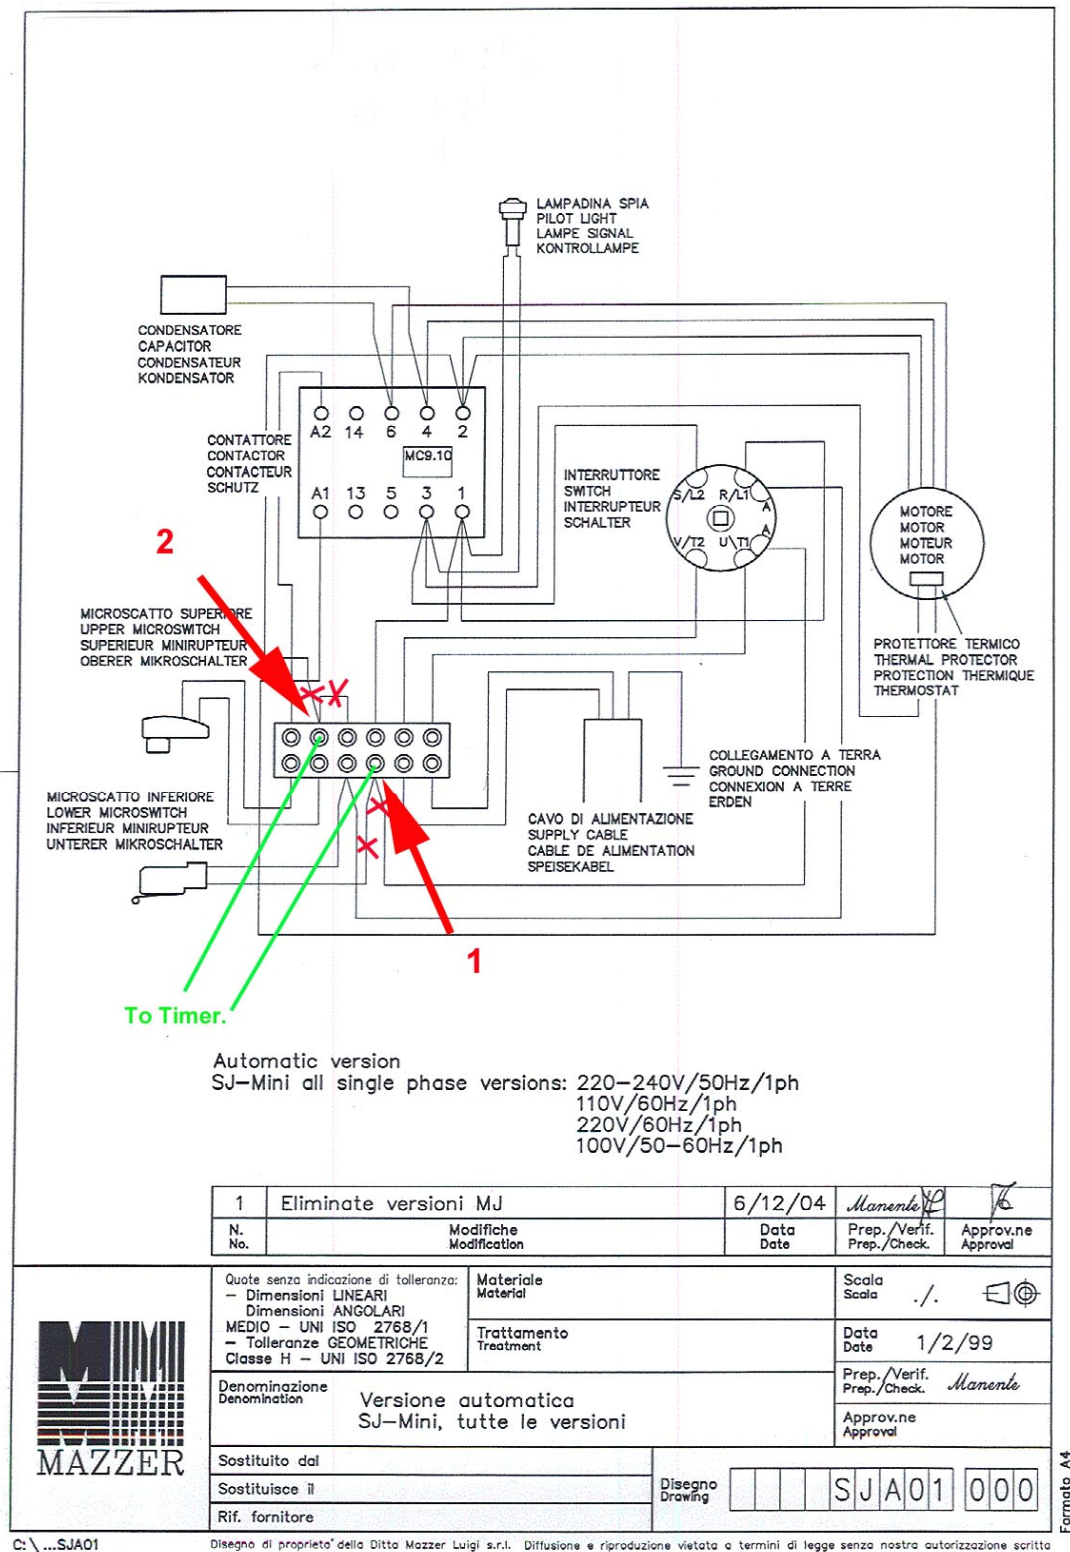 LAMPADINA SPIA
PILOT LIGHT
LAMPE SIGNAL
KONTROLLAMPE
CONDENSATORE
CAPACITOR
CONDENSATEUR
KONDENSATOR
CONTATTORE
CONTACTOR
CONTACTEUR
SCHUTZ
A2 14 6 4 2
MC9.10
A1 13 5 3 1
INTERRUTTORE
SWITCH
INTERRUPTEUR
SCHALTER
S/L2 R/L1 A
V/T2 U\T1 A
MOTORE
MOTOR
MOTEUR
MOTOR
2
MICROSCATTO SUPERIORE
UPPER MICROSWITCH
SUPERIEUR MINIRUPTEUR
OBERER MIKROSCHALTER
PROTETTORE TERMICO
THERMAL PROTECTOR
PROTECTION THERMIQUE
THERMOSTAT
COLLEGAMENTO A TERRA
GROUND CONNECTION
CONNEXION A TERRE
ERDEN
MICROSCATTO INFERIORE
LOWER MICROSWITCH
INFERIEUR MINIRUPTEUR
UNTERER MIKROSCHALTER
CAVO DI ALIMENTAZIONE
SUPPLY CABLE
CABLE DE ALIMENTATION
SPEISEKABEL
1
To Timer.
Automatic version
SJ-Mini all single phase versions: 220-240V/50Hz/1ph
110V/60Hz/1ph
220V/60Hz/1ph
100V/50-60Hz/1ph
1 Eliminate versioni MJ 6/12/04 Manente
N. Modifiche Data Prep./Verif. Approv.ne
No. Modification Date Prep./Check. Approval
Quote senza indicazione di tolleranza:
- Dimensioni LINEARI
Dimensioni ANGOLARI
MEDIO - UNI ISO 2768/1
- Tolleranze GEOMETRICHE
Classe H - UNI ISO 2768/2
Materiale
Material
Trattamento
Treatment
Scala
Scala ./.
Data
Date 1/2/99
Prep./Verif.
Prep./Check. Manente
Approv.ne
Approval
Denominazione
Denomination
Versione automatica
SJ-Mini, tutte le versioni
MAZZER
Sostituito dal
Sostituisce il
Rif. fornitore
Disegno
Drawing
SJA01 000
Formato A4
C:\...SJA01
Disegno di proprieta' della Ditta Mazzer Luigi s.r.l. Diffusione e riproduzione vietata a termini di legge senza nostra autorizzazione scritta